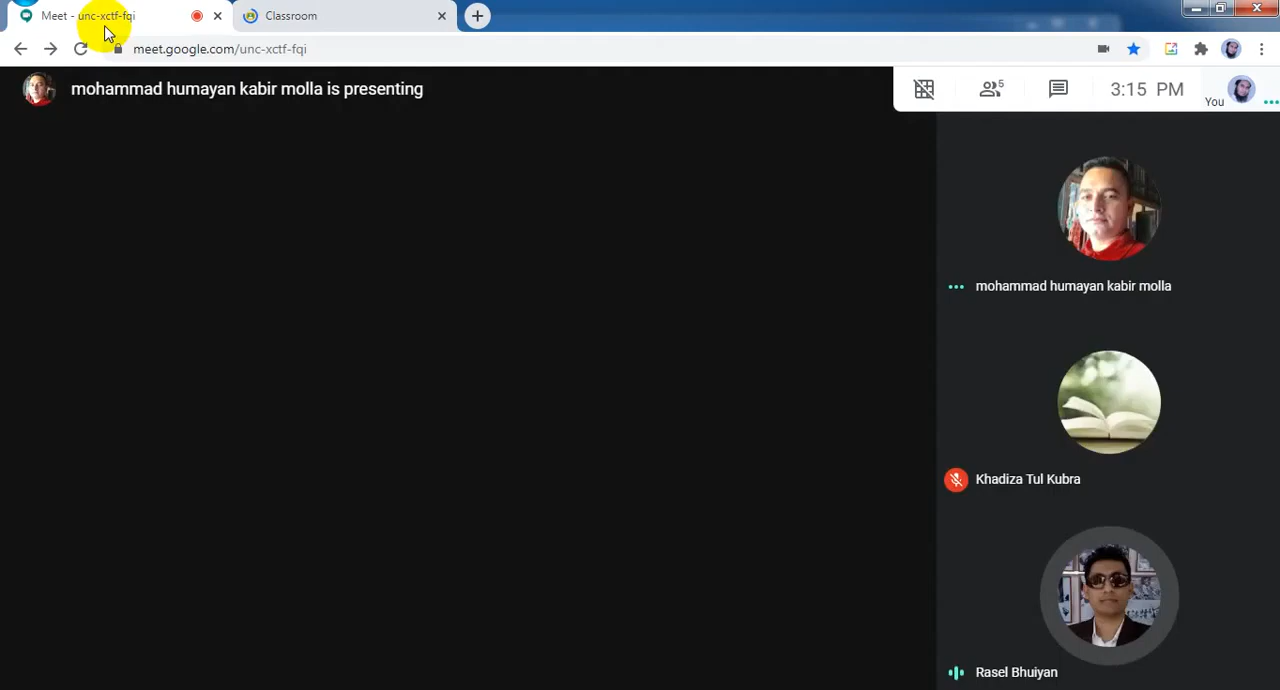 Meet - unc-xctf-fqi
Classroom
meet.google.com/unc-xctf-fqi
mohammad humayan kabir molla is presenting
5
3:15 PM
You
mohammad humayan kabir molla
Khadiza Tul Kubra
Rasel Bhuiyan